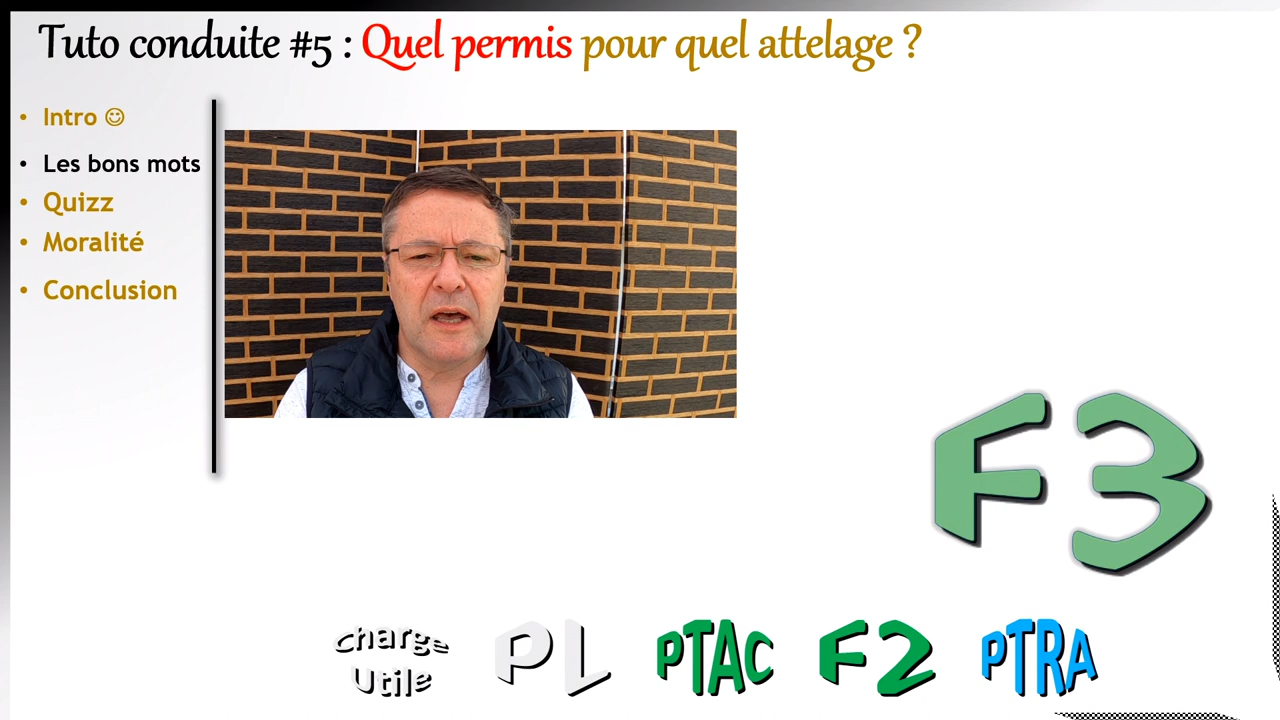 Tuto conduite #5 : Quel permis pour quel attelage ?
• Intro ☺
• Les bons mots
• Quizz
• Moralité
• Conclusion
F3
Charge
Utile
PL
PTAC
F2
PTRA